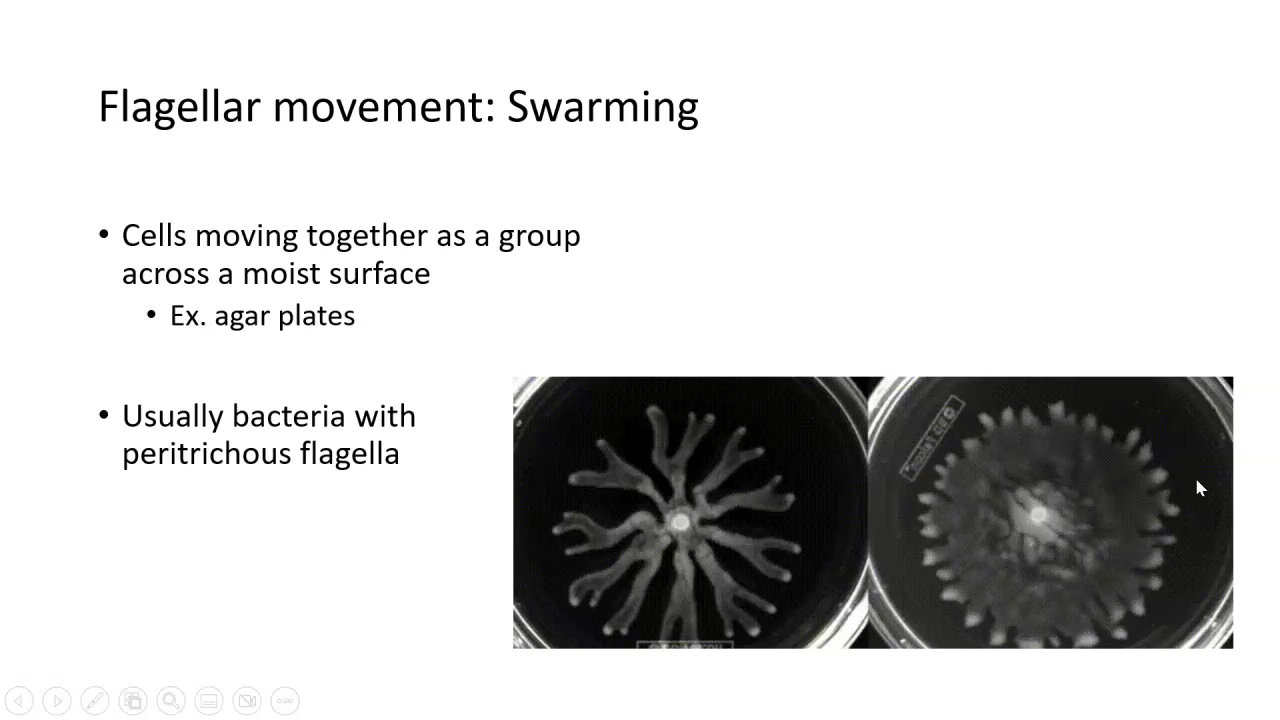 Flagellar movement: Swarming
• Cells moving together as a group
across a moist surface
• Ex. agar plates
• Usually bacteria with
peritrichous flagella